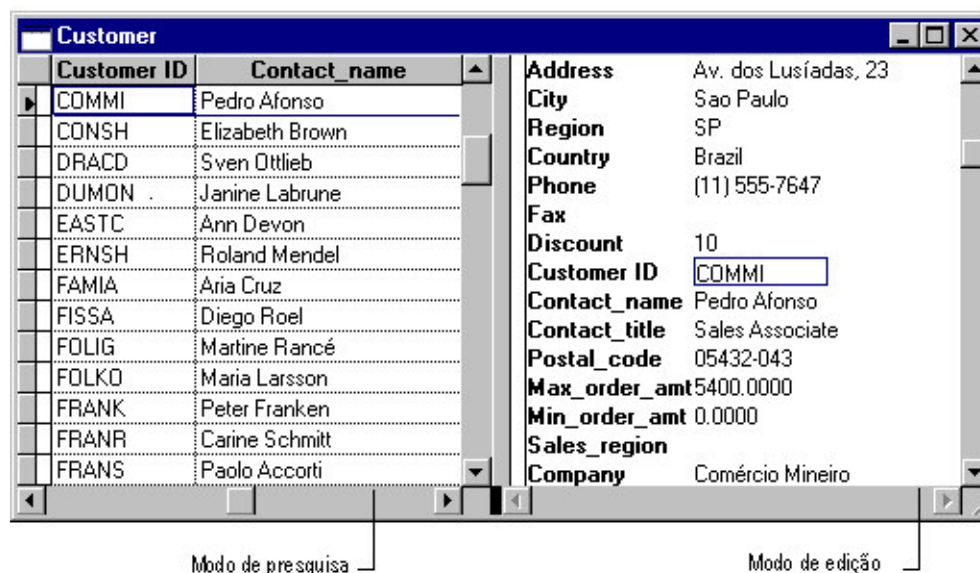 Customer
Customer ID Contact_name
COMMI Pedro Afonso
CONSH Elizabeth Brown
DRACD Sven Ottlieb
DUMON Janine Labrune
EASTC Ann Devon
ERNSH Roland Mendel
FAMIA Aria Cruz
FISSA Diego Roel
FOLIG Martine Rancé
FOLKO Maria Larsson
FRANK Peter Franken
FRANR Carine Schmitt
FRANS Paolo Accorti
Address Av. dos Lusíadas, 23
City Sao Paulo
Region SP
Country Brazil
Phone (11) 555-7647
Fax
Discount 10
Customer ID COMMI
Contact_name Pedro Afonso
Contact_title Sales Associate
Postal_code 05432-043
Max_order_amt 5400.0000
Min_order_amt 0.0000
Sales_region
Company Comércio Mineiro
Modo de presquisa
Modo de edição